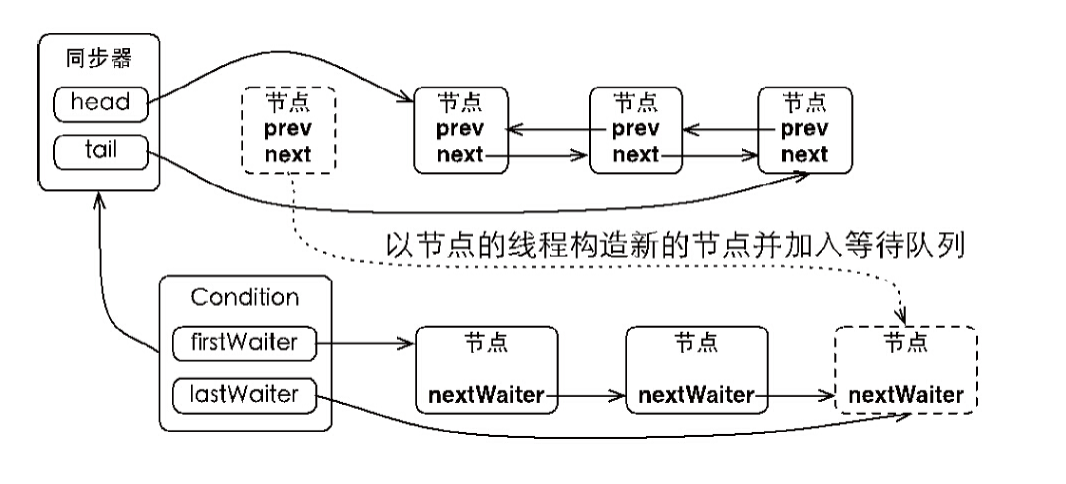 同步器
head
tail
节点
prev
next
节点
prev
next
节点
prev
next
节点
prev
next
以节点的线程构造新的节点并加入等待队列
Condition
firstWaiter
lastWaiter
节点
nextWaiter
节点
nextWaiter
节点
nextWaiter